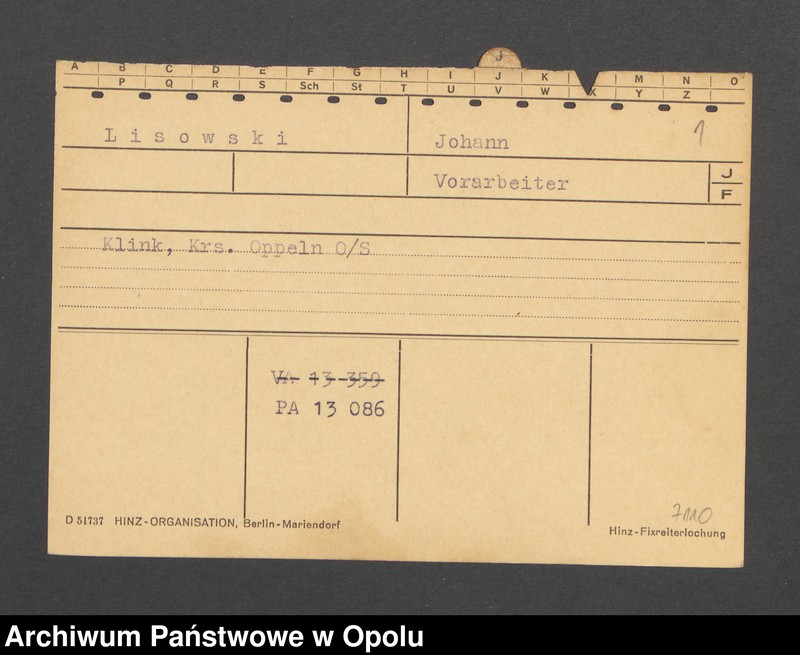 J
A B C D E F G H I J K M N O
P Q R S Sch St T U V W X Y Z
Lisowski Johann 1
Vorarbeiter J
F
Klink, Krs. Oppeln O/S
VA 13 359
PA 13 086
7110
D 51737 HINZ-ORGANISATION, Berlin-Mariendorf
Hinz-Fixreiterlochung
Archiwum Państwowe w Opolu